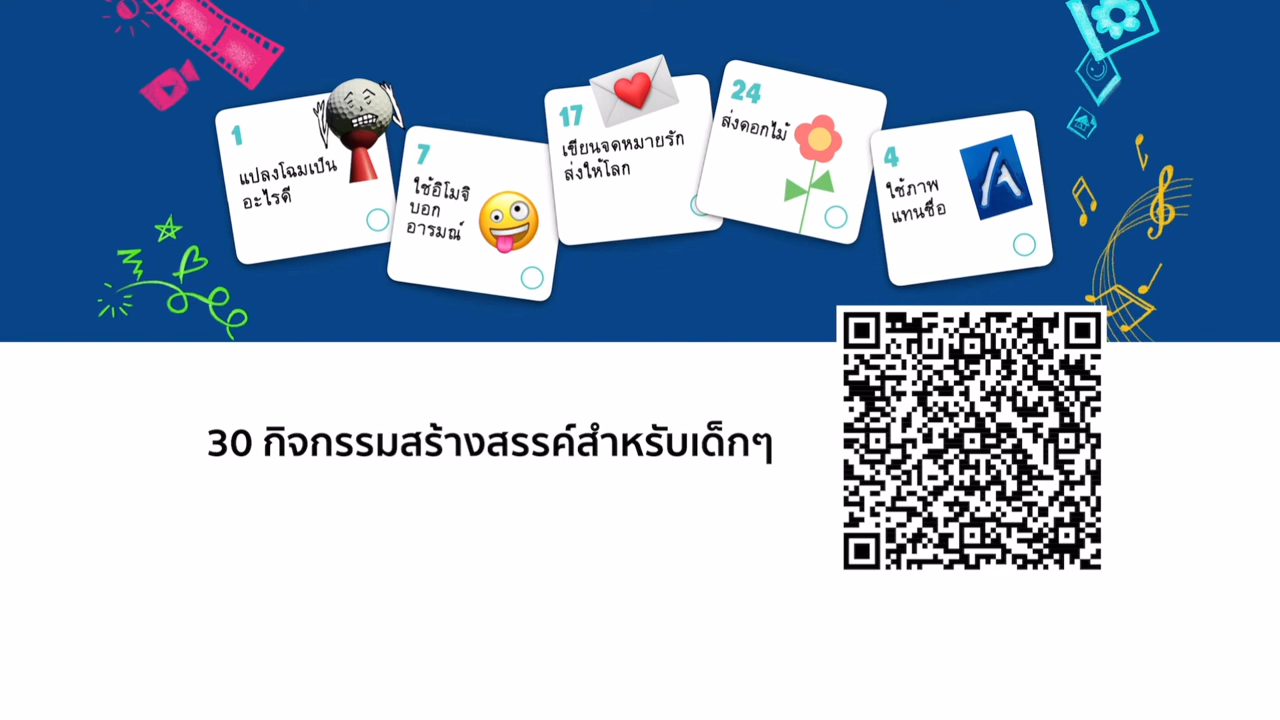 1
แปลงโฉมเป็น
อะไรดี
7
ใช้อิโมจิ
บอก
อารมณ์
17
เขียนจดหมายรัก
ส่งให้โลก
24
ส่งดอกไม้
4
ใช้ภาพ
แทนชื่อ
A
30 กิจกรรมสร้างสรรค์สำหรับเด็กๆ